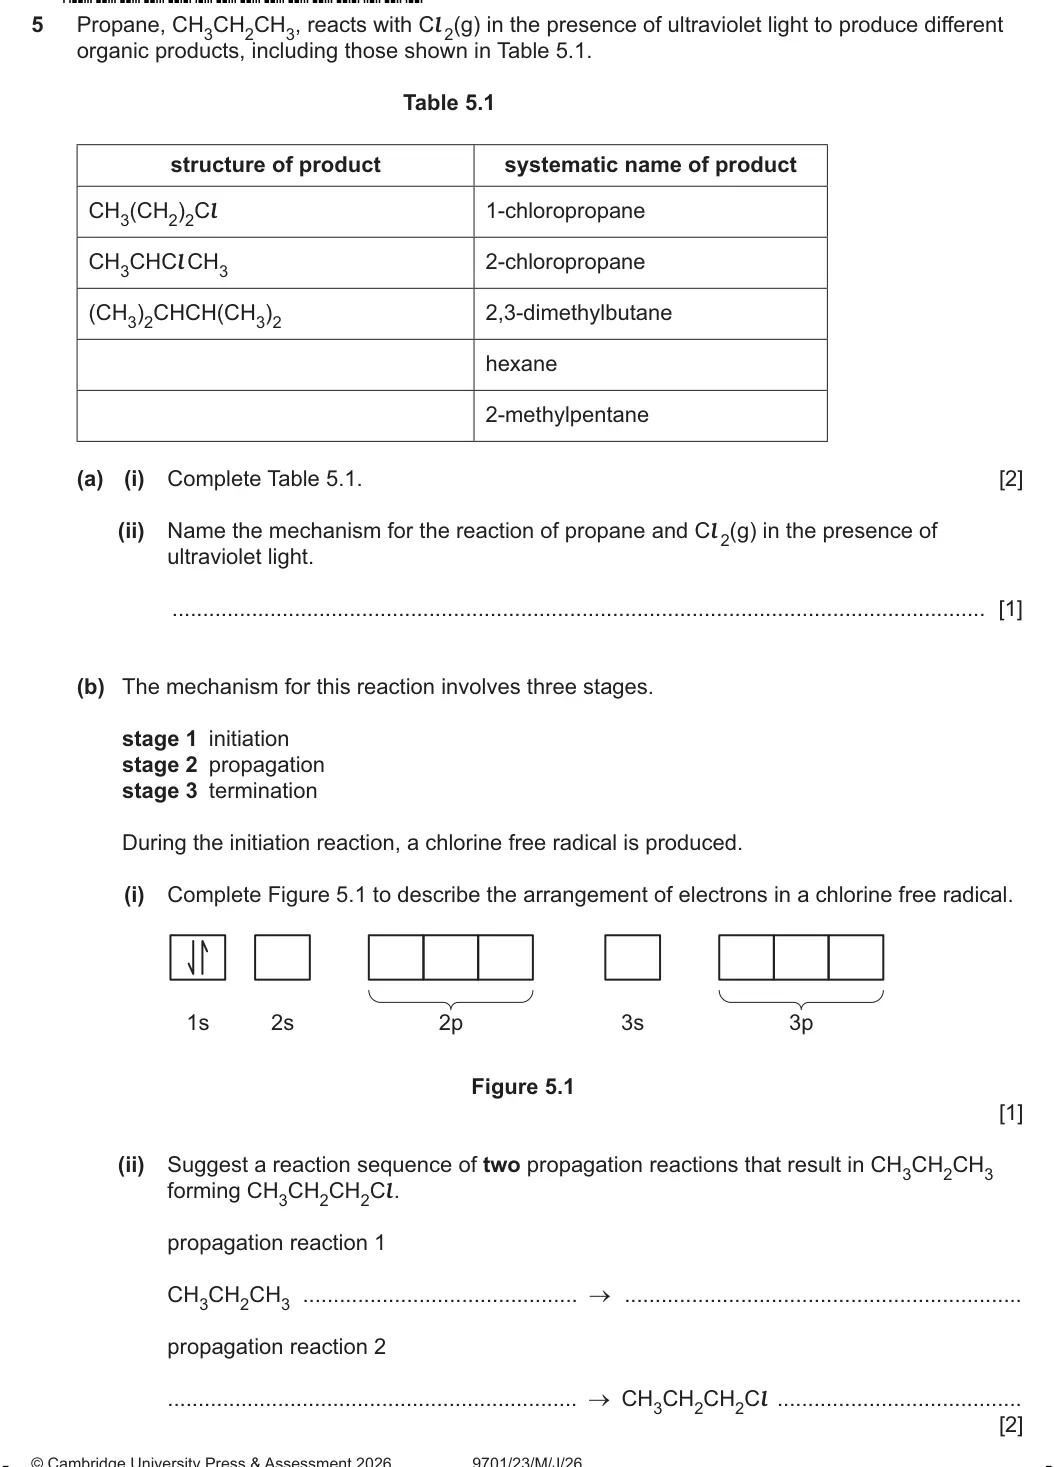 5 Propane, CH3CH2CH3, reacts with Cl2(g) in the presence of ultraviolet light to produce different
organic products, including those shown in Table 5.1.
Table 5.1
structure of product systematic name of product
CH3(CH2)2Cl 1-chloropropane
CH3CHClCH3 2-chloropropane
(CH3)2CHCH(CH3)2 2,3-dimethylbutane
hexane
2-methylpentane
(a) (i) Complete Table 5.1. [2]
(ii) Name the mechanism for the reaction of propane and Cl2(g) in the presence of
ultraviolet light.
[1]
(b) The mechanism for this reaction involves three stages.
stage 1 initiation
stage 2 propagation
stage 3 termination
During the initiation reaction, a chlorine free radical is produced.
(i) Complete Figure 5.1 to describe the arrangement of electrons in a chlorine free radical.
1s 2s 2p 3s 3p
Figure 5.1
[1]
(ii) Suggest a reaction sequence of two propagation reactions that result in CH3CH2CH3
forming CH3CH2CH2Cl.
propagation reaction 1
CH3CH2CH3 .............................................. → ..................................................................
propagation reaction 2
.................................................................... → CH3CH2CH2Cl .........................................
[2]
© Cambridge University Press & Assessment 2026 9701/23/M/J/26